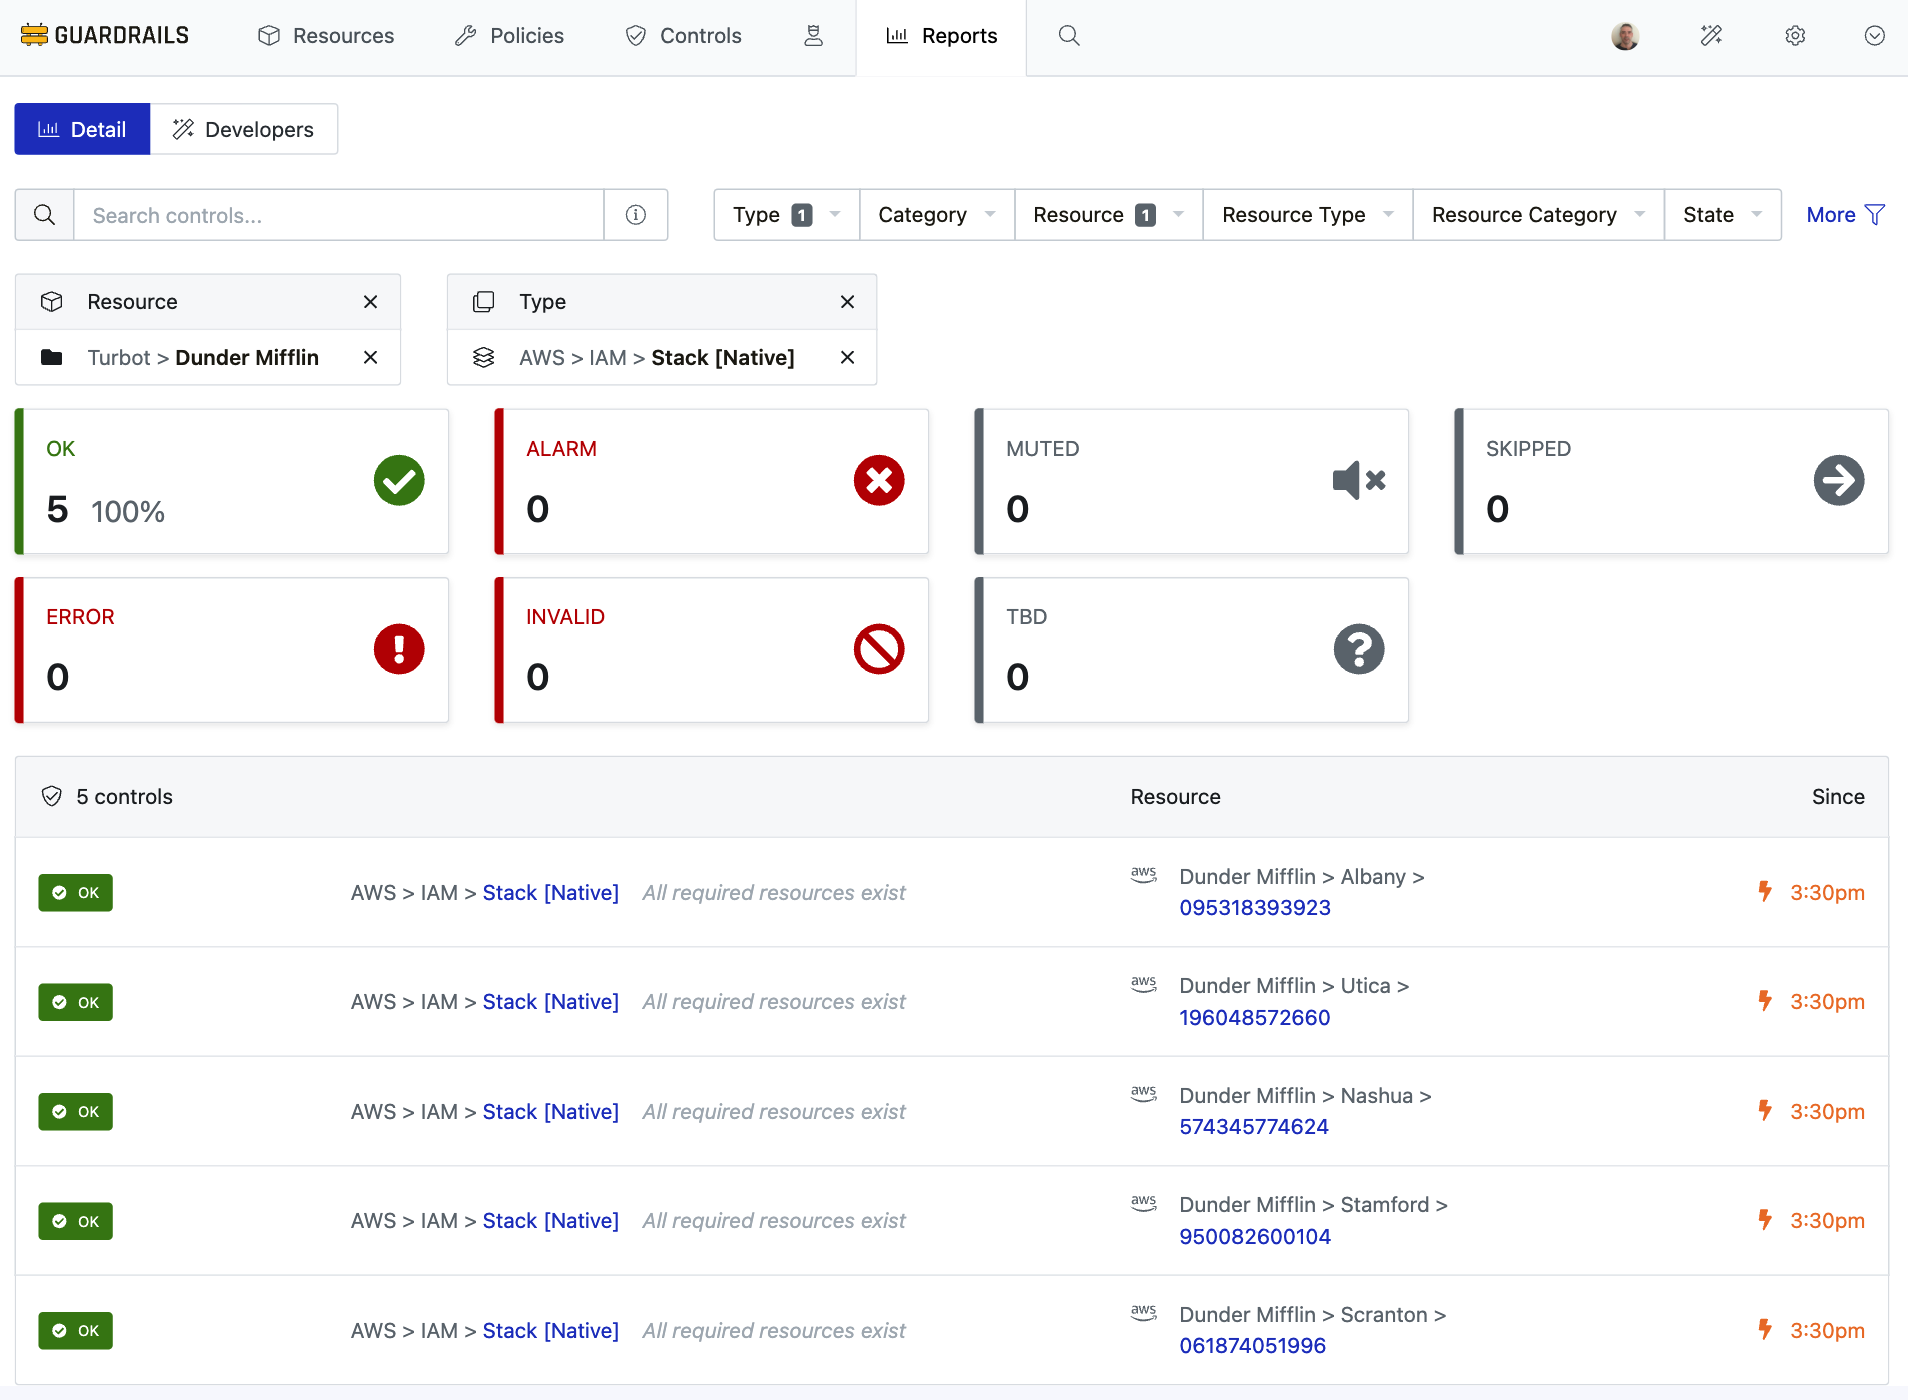 GUARDRAILS Resources Policies Controls Reports
Detail Developers
Search controls... Type 1 Category Resource 1 Resource Type Resource Category State More
Resource Type
Turbot > Dunder Mifflin AWS > IAM > Stack [Native]
OK ALARM MUTED SKIPPED
5 100% 0 0 0
ERROR INVALID TBD
0 0 0
5 controls Resource Since
OK AWS > IAM > Stack [Native] All required resources exist aws Dunder Mifflin > Albany > 3:30pm
095318393923
OK AWS > IAM > Stack [Native] All required resources exist aws Dunder Mifflin > Utica > 3:30pm
196048572660
OK AWS > IAM > Stack [Native] All required resources exist aws Dunder Mifflin > Nashua > 3:30pm
574345774624
OK AWS > IAM > Stack [Native] All required resources exist aws Dunder Mifflin > Stamford > 3:30pm
950082600104
OK AWS > IAM > Stack [Native] All required resources exist aws Dunder Mifflin > Scranton > 3:30pm
061874051996